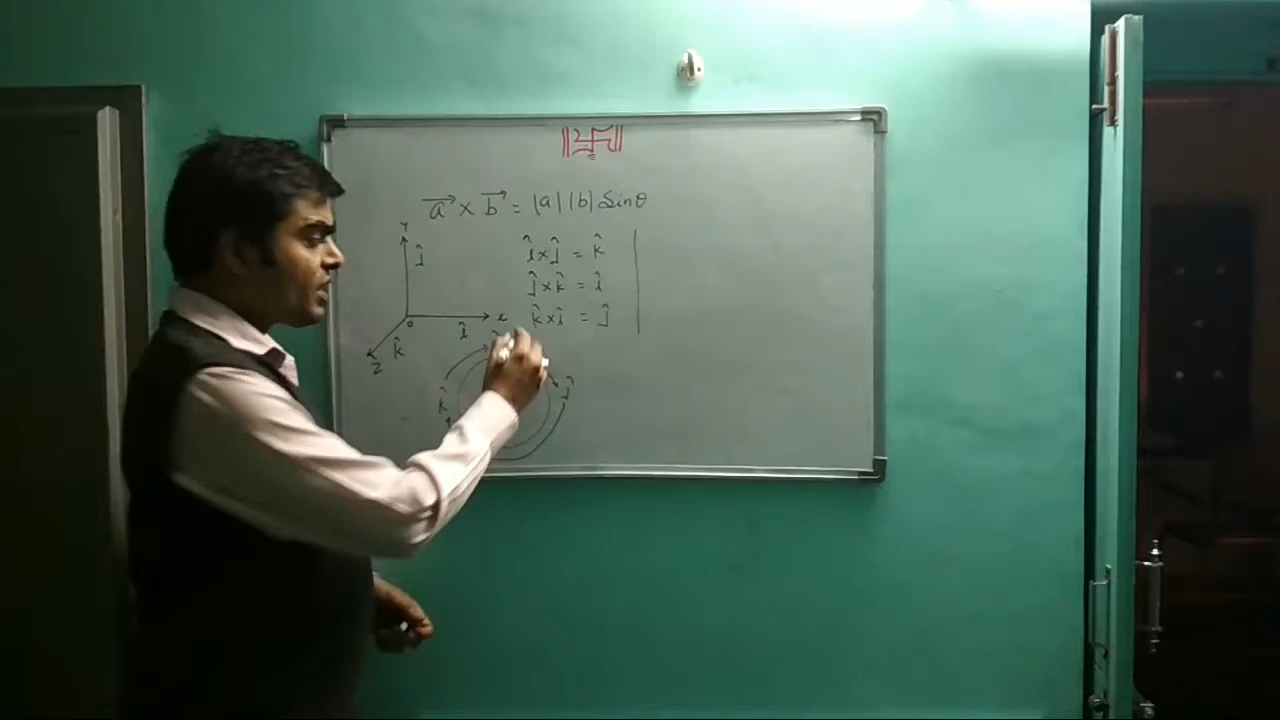 a⃗ × b⃗ = |a| |b| Sinθ
î × ĵ = k̂
ĵ × k̂ = î
k̂ × î = ĵ
Y
ĵ
o
x
î
k̂
Z
k̂
ĵ